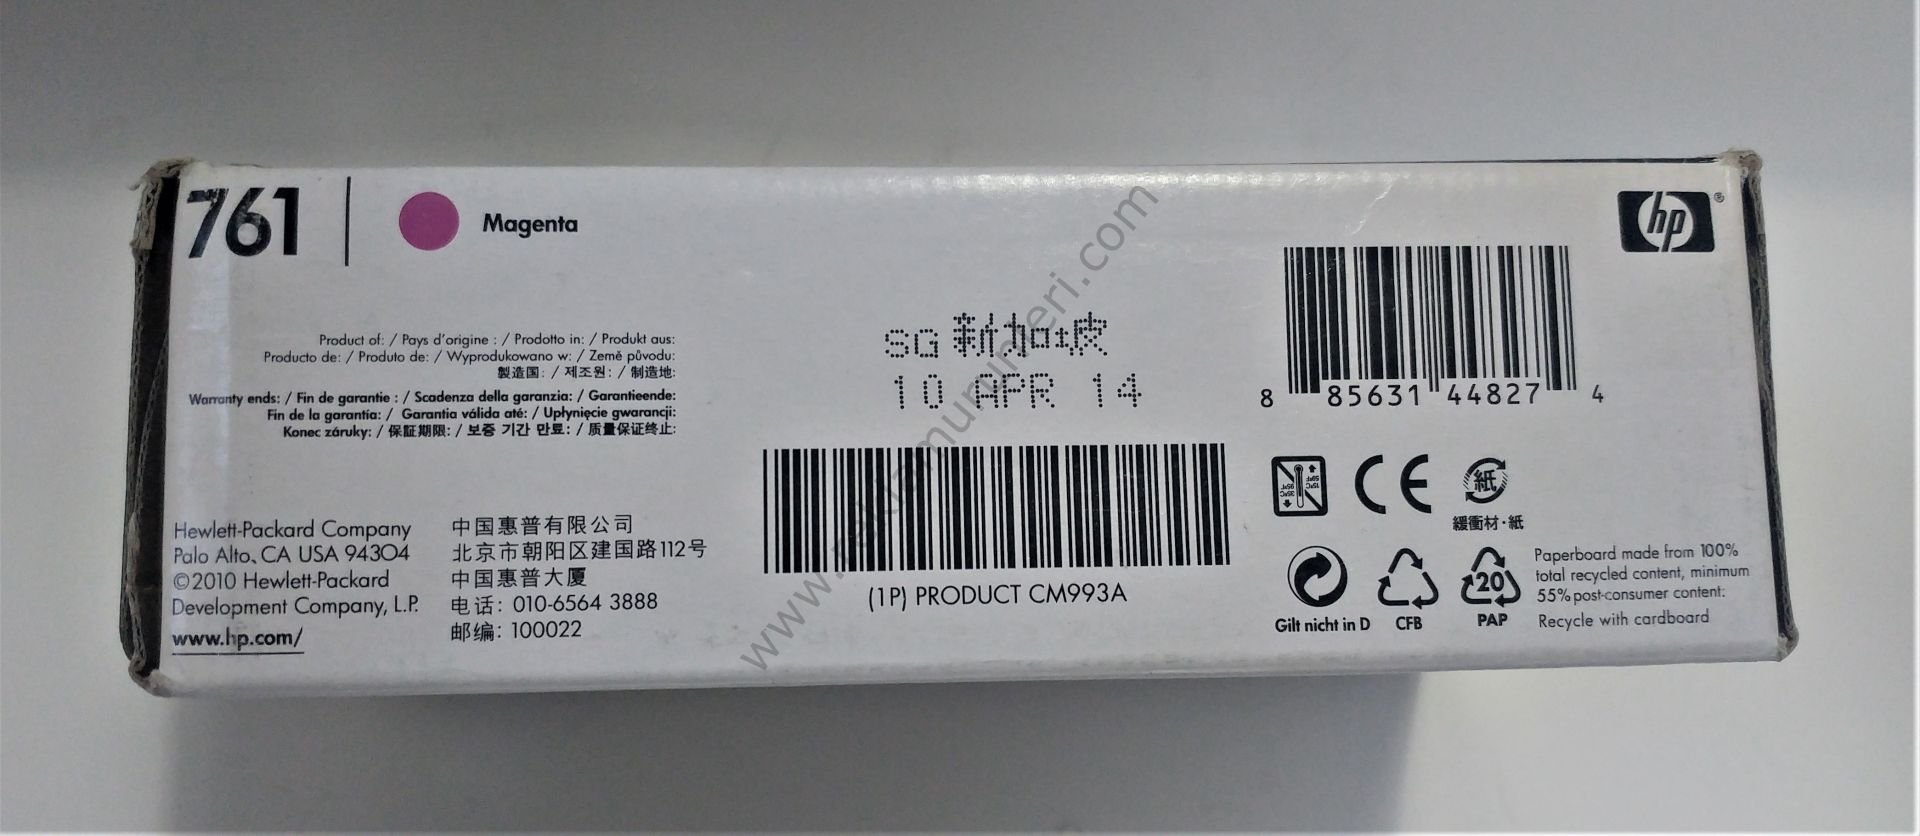 761
Magenta
hp®
Product of: / Pays d'origine : / Prodotto in: / Produkt aus:
Producto de: / Produto de: / Wyprodukowano w: / Země původu:
製造国: / 제조원: / 制造地:
SG 新加坡
Warranty ends: / Fin de garantie : / Scadenza della garanzia: / Garantieende:
Fin de la garantía: / Garantia válida até: / Upłynięcie gwarancji:
Konec záruky: / 保証期限: / 보증 기간 만료: / 质量保证终止:
10 APR 14
8 85631 44827 4
Hewlett-Packard Company
Palo Alto, CA USA 94304
©2010 Hewlett-Packard
Development Company, L.P.
www.hp.com/
中国惠普有限公司
北京市朝阳区建国路112号
中国惠普大厦
电话: 010-6564 3888
邮编: 100022
(1P) PRODUCT CM993A
15°C
59°F
35°C
95°F
CE
紙
緩衝材・紙
Gilt nicht in D
CFB
20
PAP
Paperboard made from 100%
total recycled content, minimum
55% post-consumer content:
Recycle with cardboard